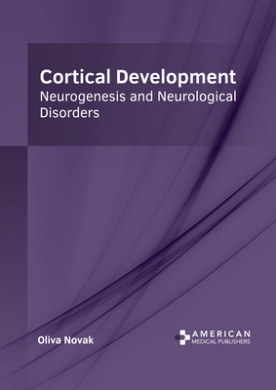 Cortical Development
Neurogenesis and Neurological
Disorders
Oliva Novak
AMERICAN
MEDICAL PUBLISHERS